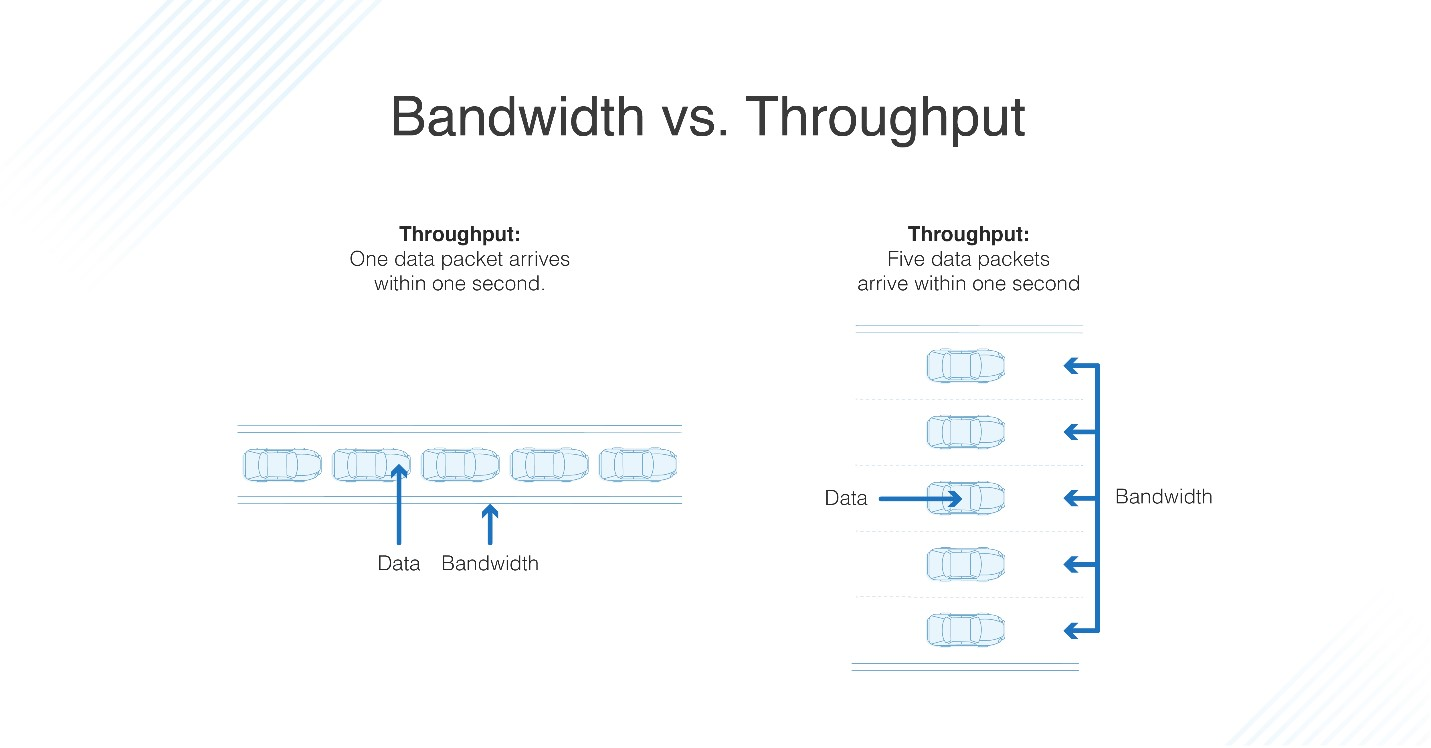 Bandwidth vs. Throughput
Throughput:
One data packet arrives
within one second.
Data
Bandwidth
Throughput:
Five data packets
arrive within one second
Data
Bandwidth